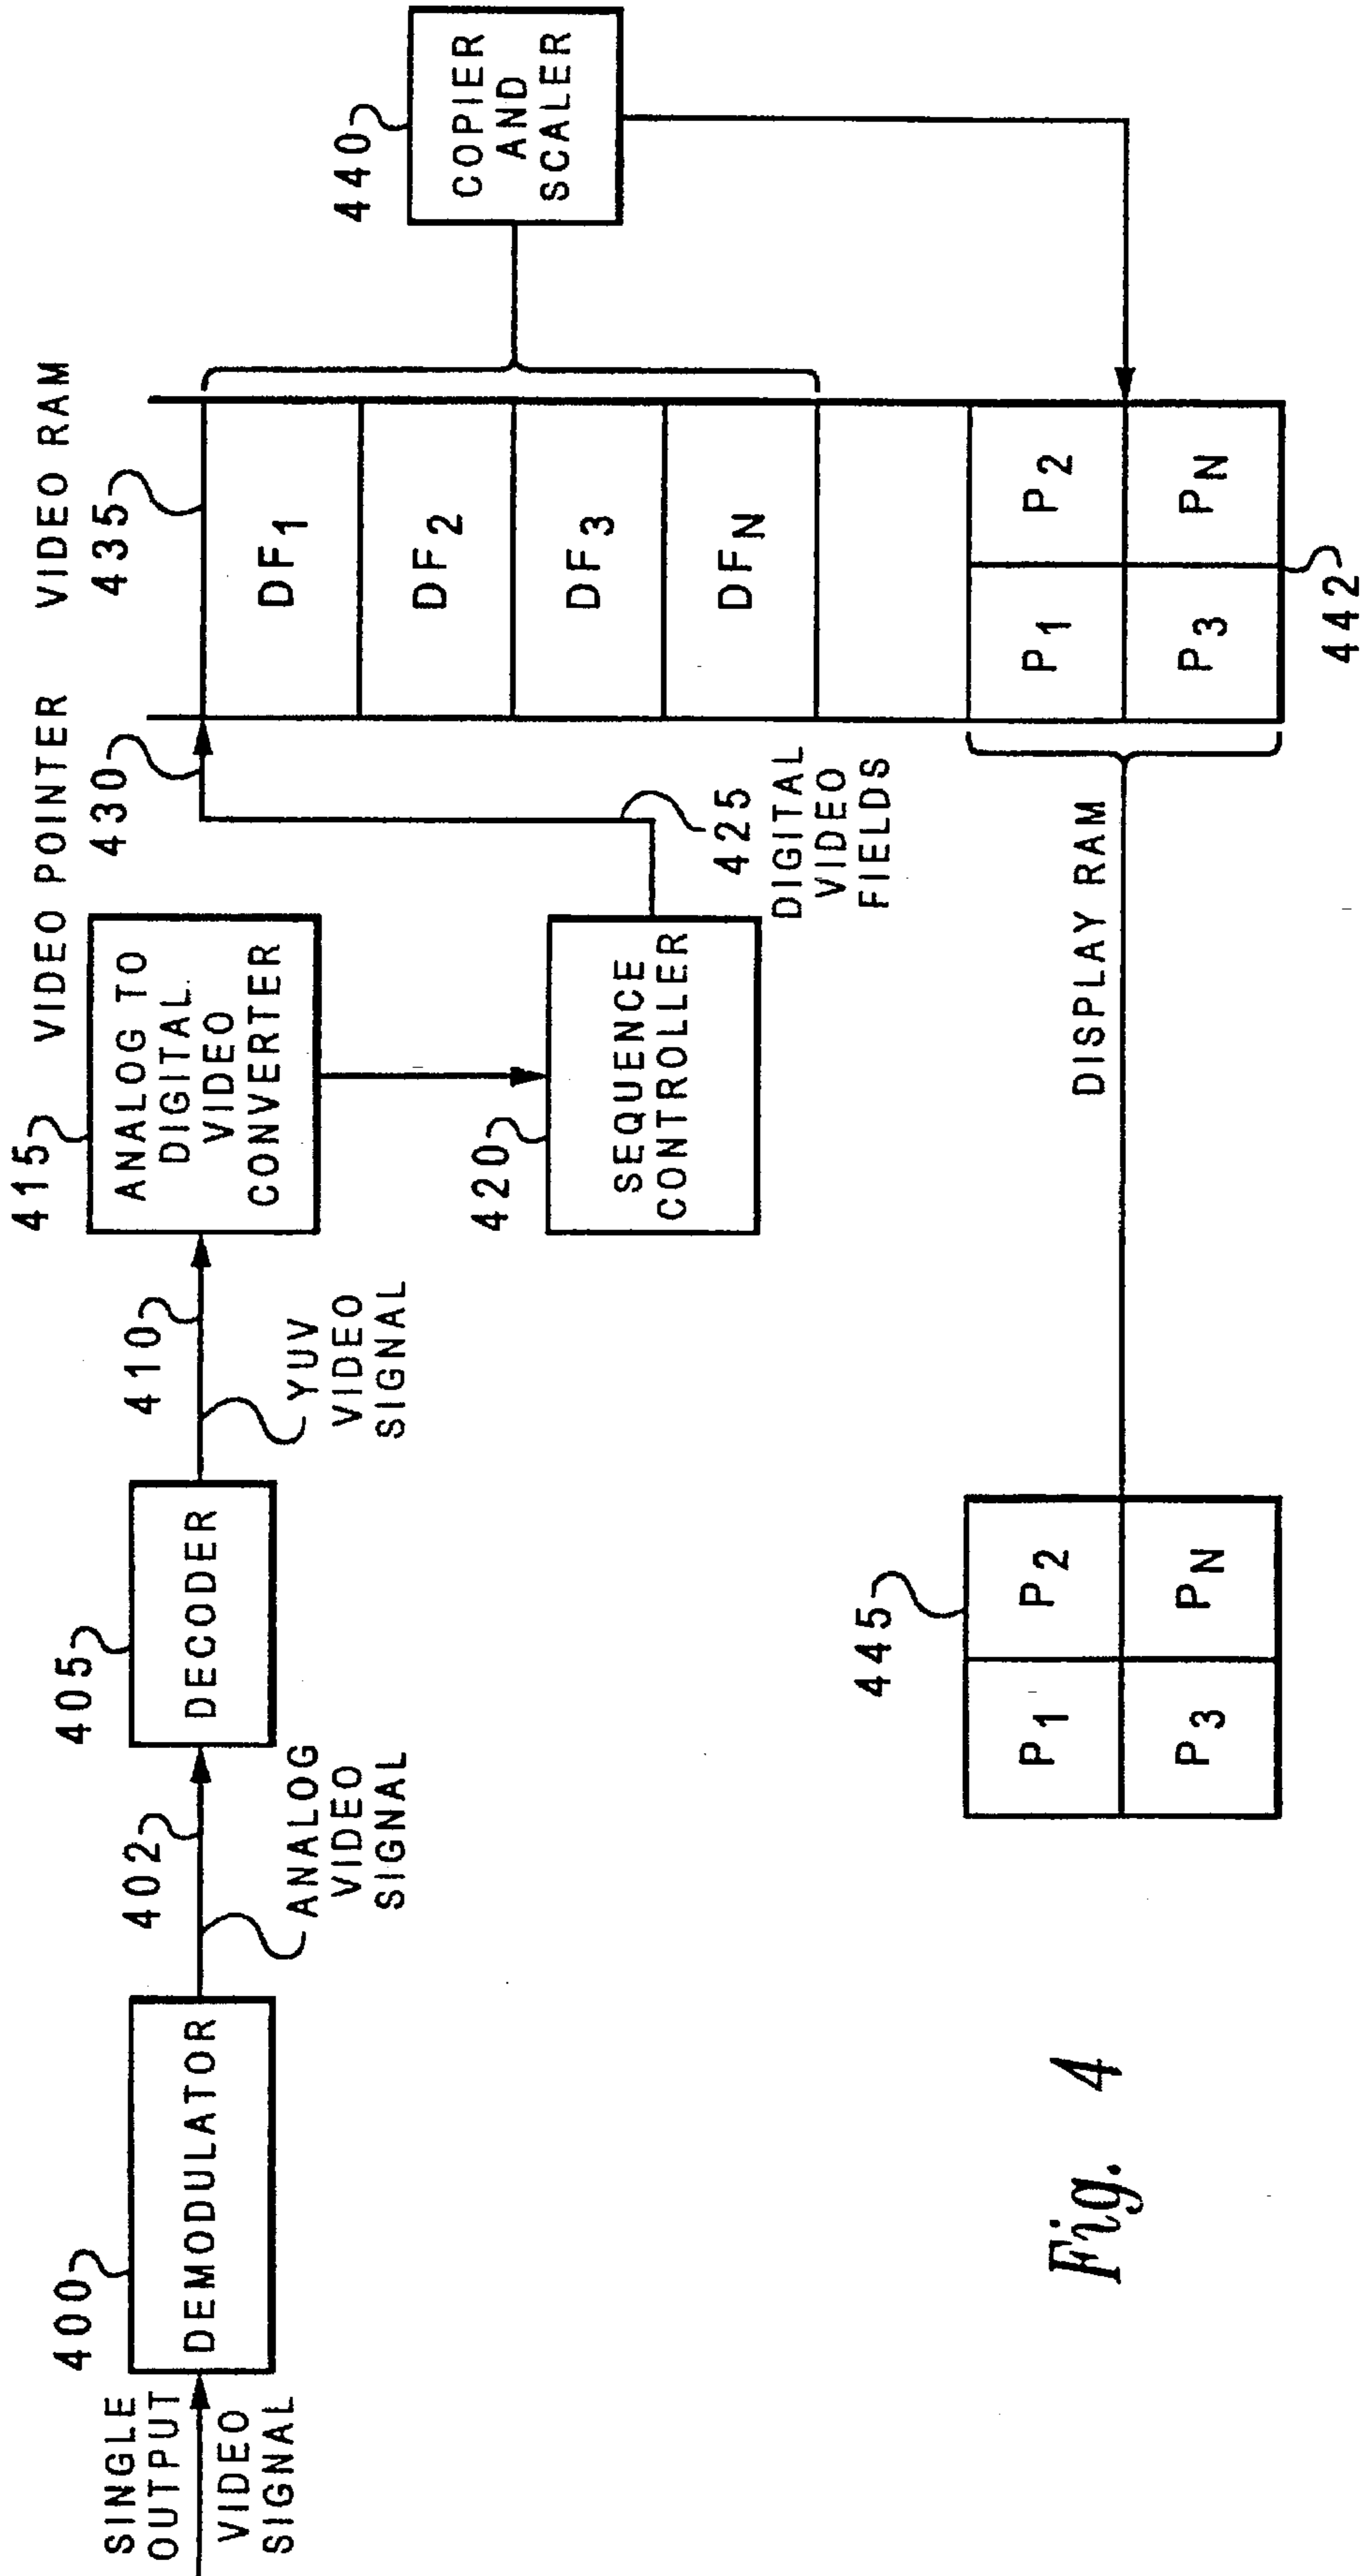 SINGLE
OUTPUT
VIDEO
SIGNAL
400
DEMODULATOR
402
ANALOG
VIDEO
SIGNAL
405
DECODER
410
YUV
VIDEO
SIGNAL
415
ANALOG TO
DIGITAL
VIDEO
CONVERTER
420
SEQUENCE
CONTROLLER
425
DIGITAL
VIDEO
FIELDS
VIDEO POINTER
430
VIDEO RAM
435
DF1
DF2
DF3
DFN
440
COPIER
AND
SCALER
P1 P2
P3 PN
442
DISPLAY RAM
445
P1 P2
P3 PN
Fig. 4